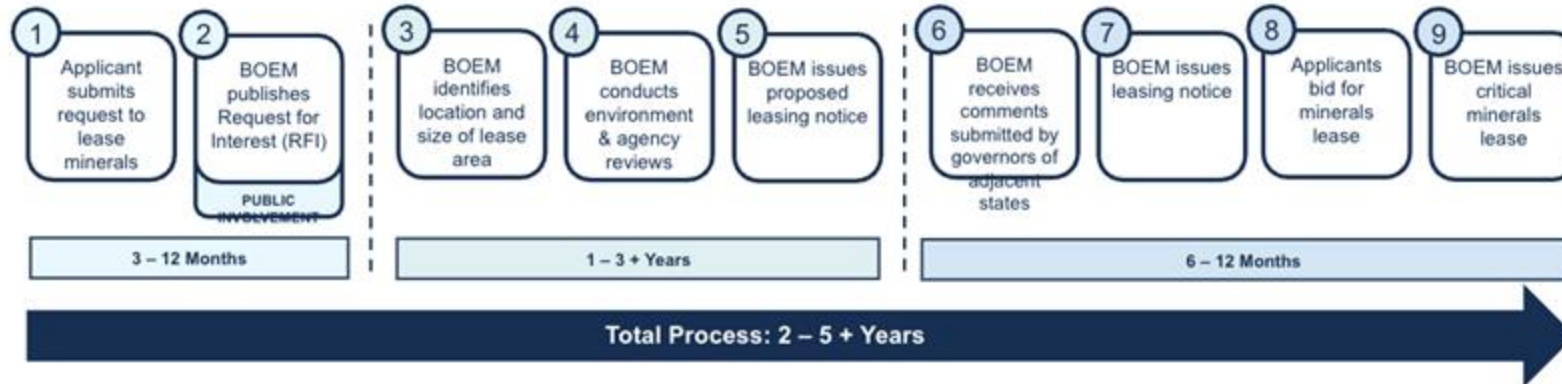 1
Applicant
submits
request to
lease
minerals
2
BOEM
publishes
Request for
Interest (RFI)
PUBLIC
INVOLVEMENT
3
BOEM
identifies
location and
size of lease
area
4
BOEM
conducts
environment
& agency
reviews
5
BOEM issues
proposed
leasing notice
6
BOEM
receives
comments
submitted by
governors of
adjacent
states
7
BOEM issues
leasing notice
8
Applicants
bid for
minerals
lease
9
BOEM issues
critical
minerals
lease
3 – 12 Months
1 – 3 + Years
6 – 12 Months
Total Process: 2 – 5 + Years